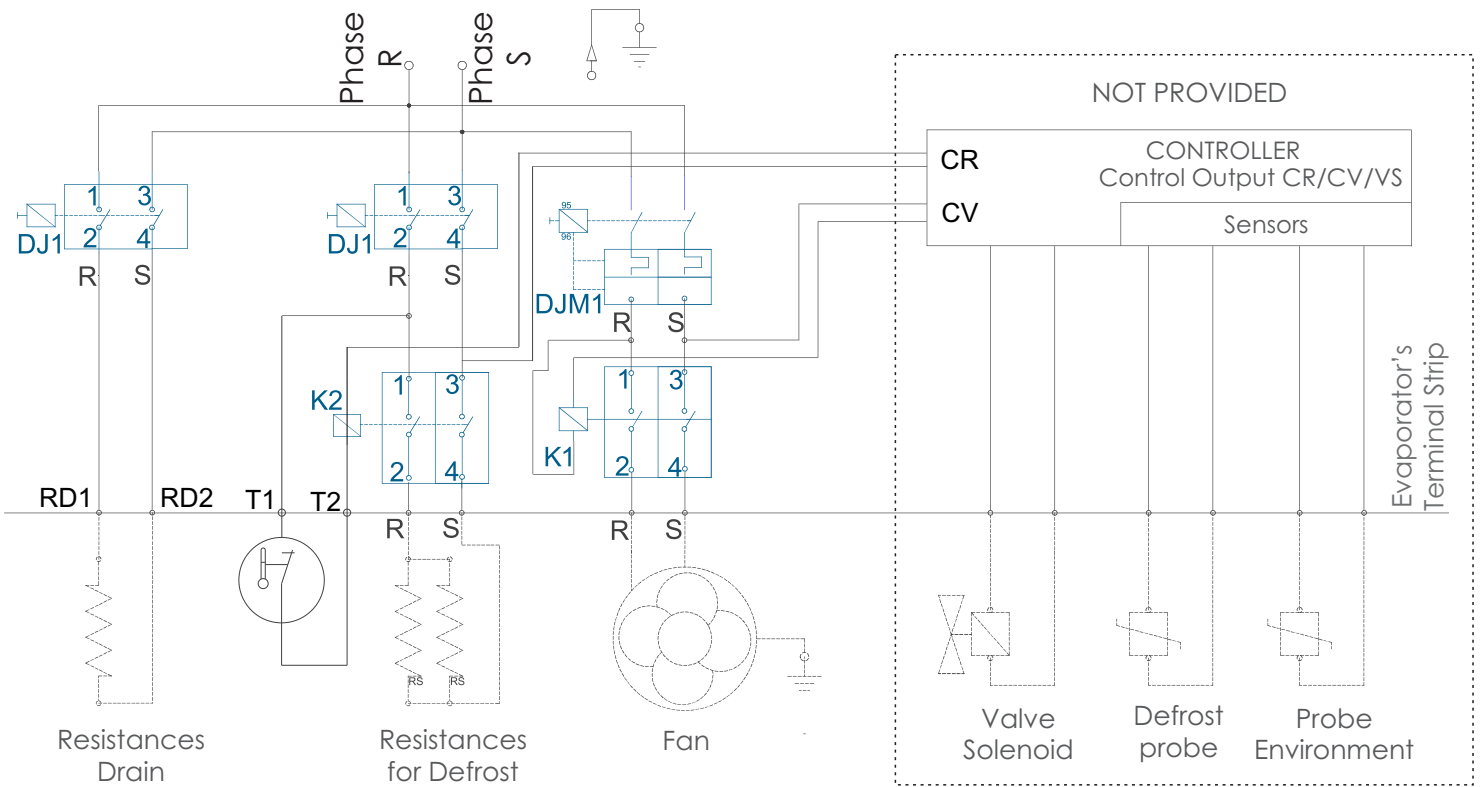 Phase
R
Phase
S
NOT PROVIDED
CONTROLLER
Control Output CR/CV/VS
CR
CV
Sensors
1
3
DJ1
2
4
R
S
1
3
DJ1
2
4
R
S
95
96
DJM1
R
S
K2
1
3
2
4
K1
1
3
2
4
Evaporator's
Terminal Strip
RD1
RD2
T1
T2
R
S
R
S
RS
RS
Resistances
Drain
Resistances
for Defrost
Fan
Valve
Solenoid
Defrost
probe
Probe
Environment